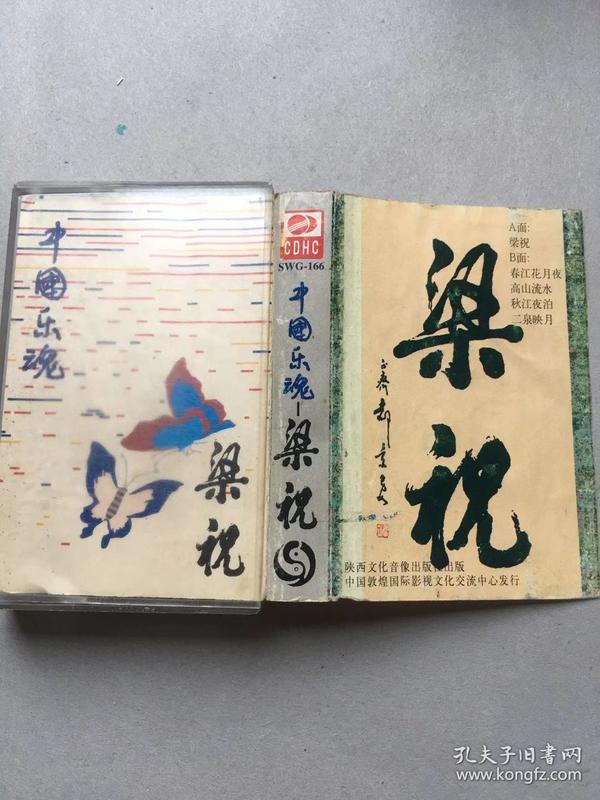 中國乐魂
梁祝
CDHC
SWG-166
中國乐魂-梁祝
梁祝
A面:
梁祝
B面:
春江花月夜
高山流水
秋江夜泊
二泉映月
陕西文化音像出版社出版
中国敦煌国际影视文化交流中心发行
孔夫子旧书网
www.kongfz.com